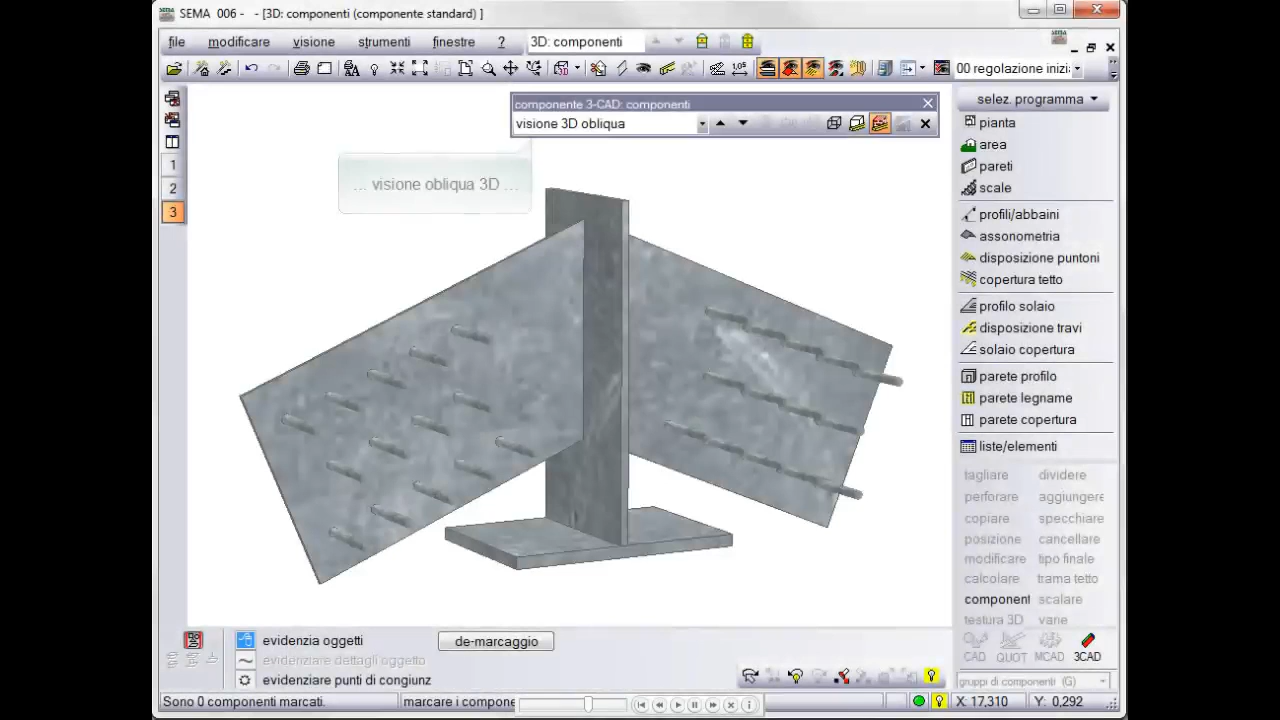 SEMA 006 - - [3D: componenti (componente standard) ]
file modificare visione strumenti finestre ? 3D: componenti
00 regolazione inizi:
componente 3-CAD: componenti
visione 3D obliqua
... visione obliqua 3D ...
1
2
3
selez. programma
pianta
area
pareti
scale
profili/abbaini
assonometria
disposizione puntoni
copertura tetto
profilo solaio
disposizione travi
solaio copertura
parete profilo
parete legname
parete copertura
liste/elementi
tagliare dividere
perforare aggiungere
copiare specchiare
posizione cancellare
modificare tipo finale
calcolare trama tetto
component scalare
testura 3D varie
CAD QUOT MCAD 3CAD
gruppi di componenti (G)
evidenzia oggetti de-marcaggio
evidenziare dettagli oggetto
evidenziare punti di congiunz
Sono 0 componenti marcati. marcare i compone X: 17,310 Y: 0,292